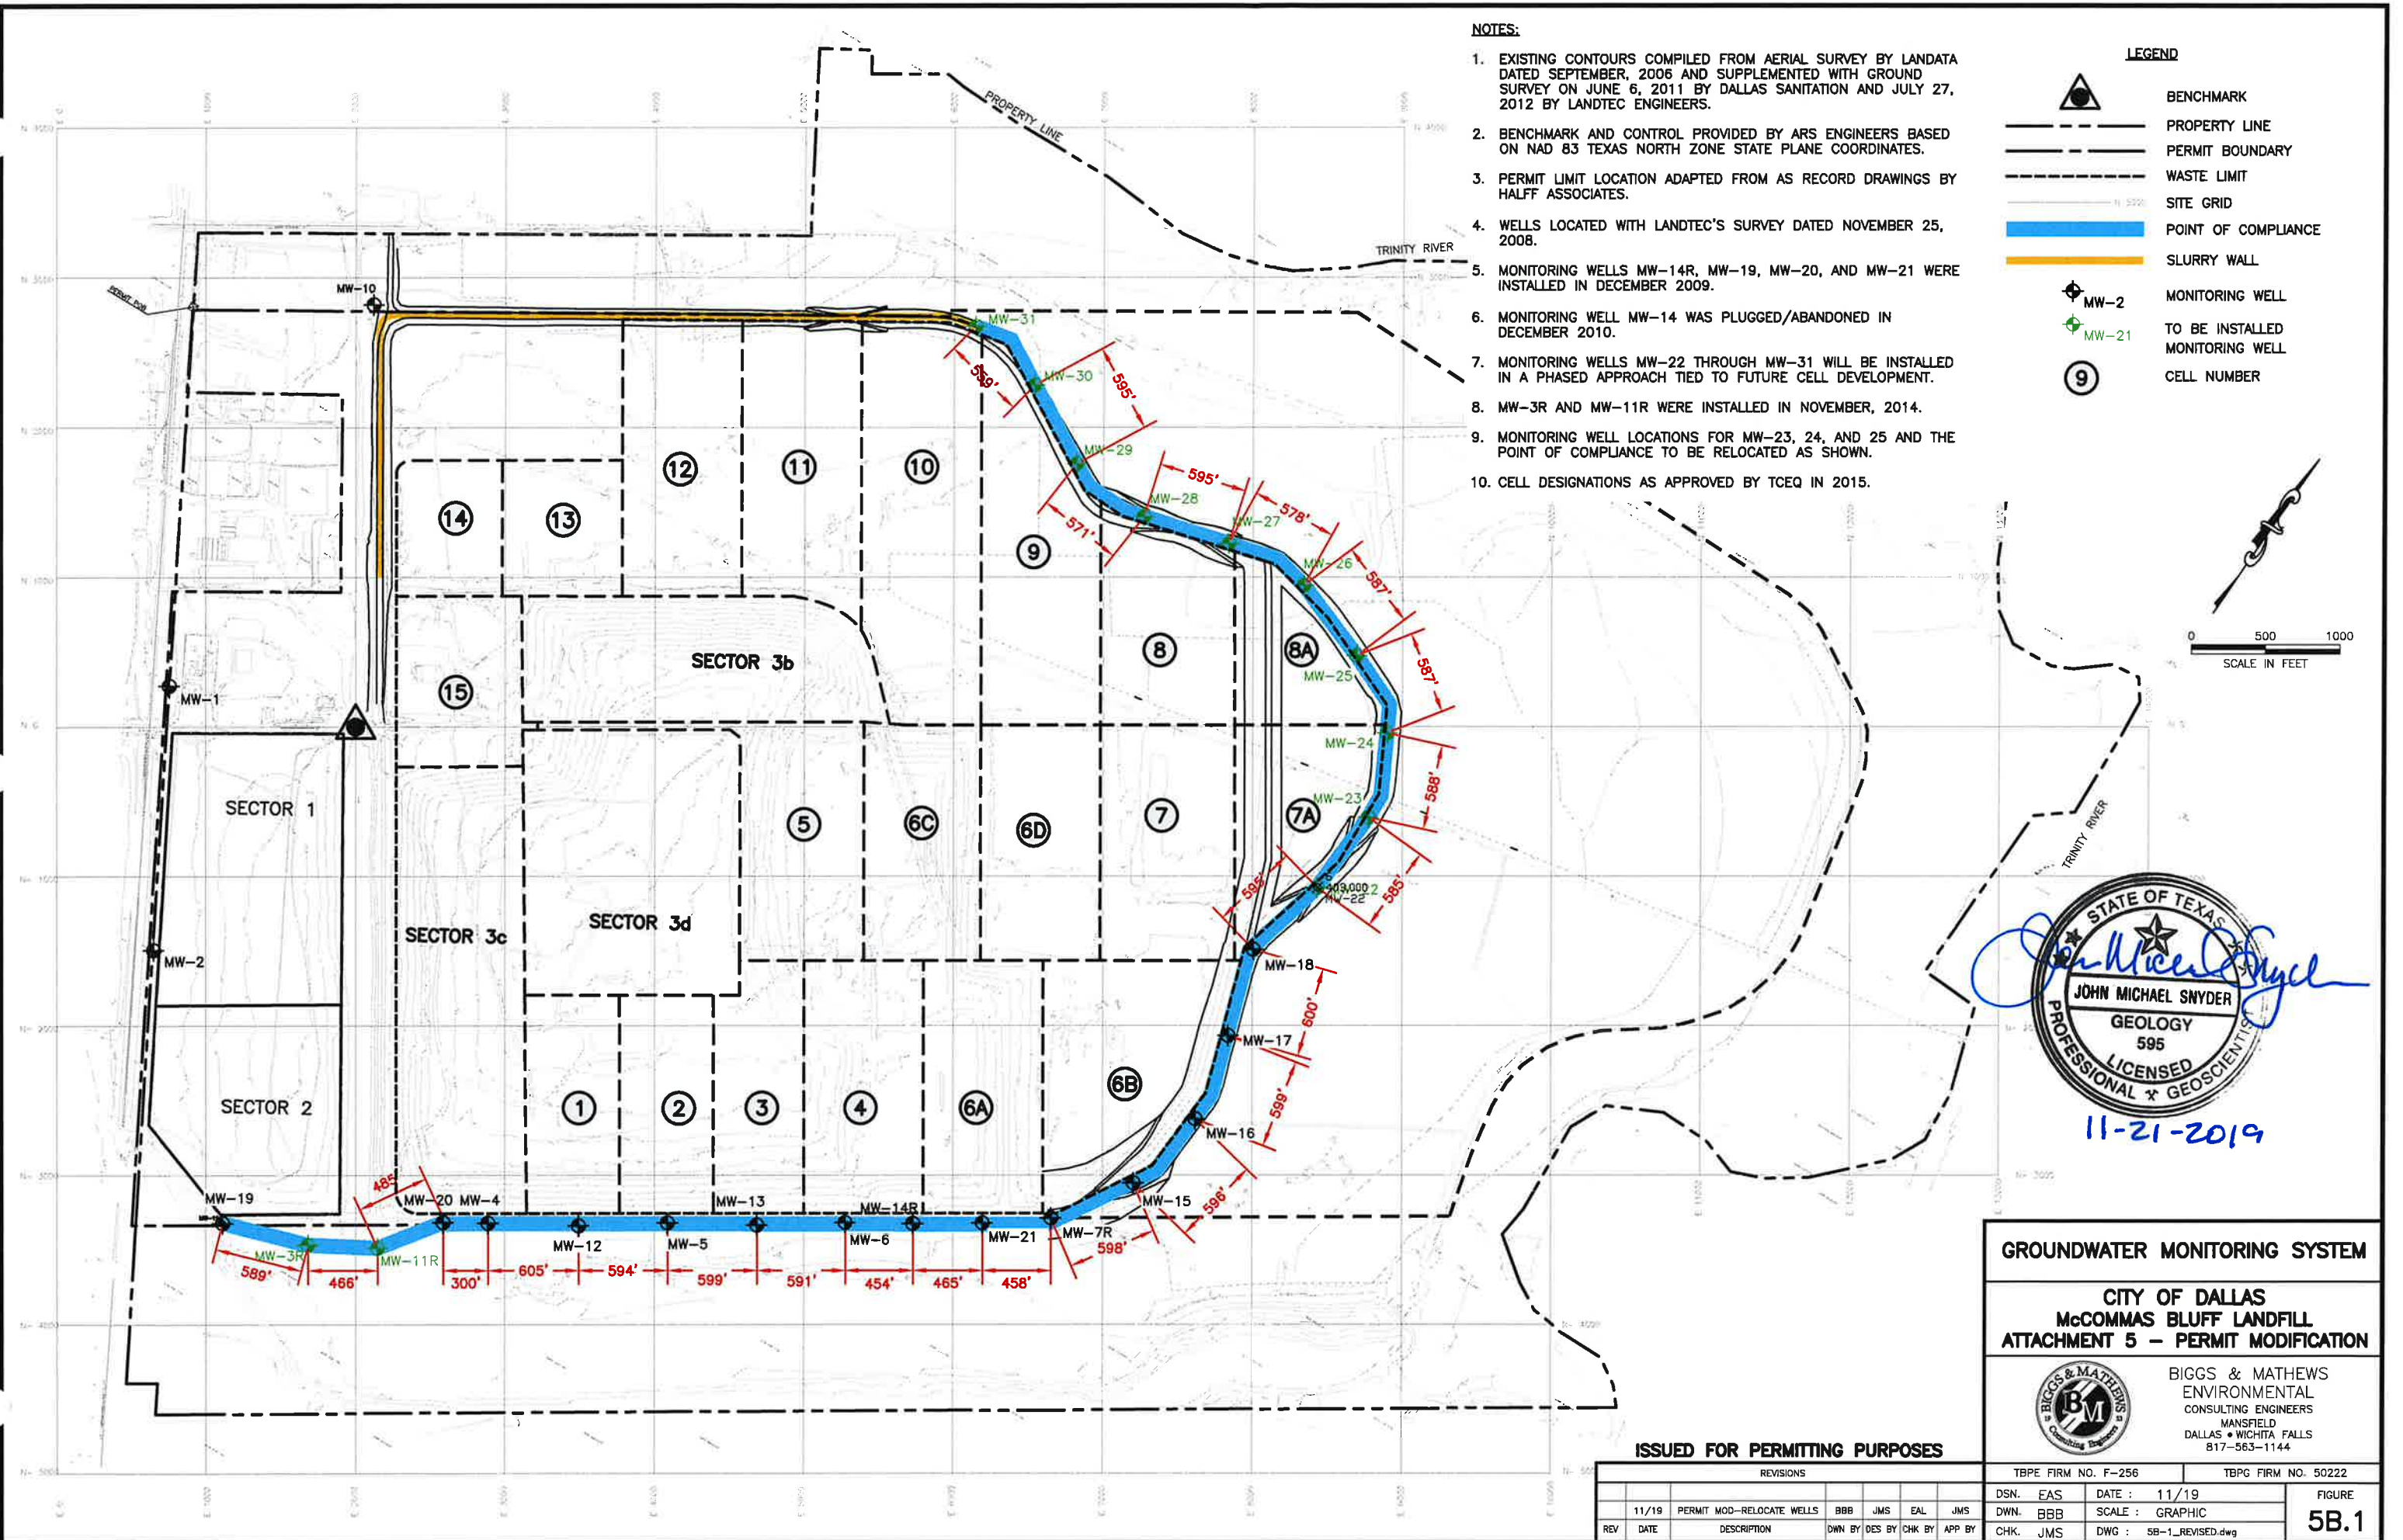 NOTES:
1. EXISTING CONTOURS COMPILED FROM AERIAL SURVEY BY LANDATA
DATED SEPTEMBER, 2006 AND SUPPLEMENTED WITH GROUND
SURVEY ON JUNE 6, 2011 BY DALLAS SANITATION AND JULY 27,
2012 BY LANDTEC ENGINEERS.
2. BENCHMARK AND CONTROL PROVIDED BY ARS ENGINEERS BASED
ON NAD 83 TEXAS NORTH ZONE STATE PLANE COORDINATES.
3. PERMIT LIMIT LOCATION ADAPTED FROM AS RECORD DRAWINGS BY
HALFF ASSOCIATES.
4. WELLS LOCATED WITH LANDTEC'S SURVEY DATED NOVEMBER 25,
2008.
5. MONITORING WELLS MW-14R, MW-19, MW-20, AND MW-21 WERE
INSTALLED IN DECEMBER 2009.
6. MONITORING WELL MW-14 WAS PLUGGED/ABANDONED IN
DECEMBER 2010.
7. MONITORING WELLS MW-22 THROUGH MW-31 WILL BE INSTALLED
IN A PHASED APPROACH TIED TO FUTURE CELL DEVELOPMENT.
8. MW-3R AND MW-11R WERE INSTALLED IN NOVEMBER, 2014.
9. MONITORING WELL LOCATIONS FOR MW-23, 24, AND 25 AND THE
POINT OF COMPLIANCE TO BE RELOCATED AS SHOWN.
10. CELL DESIGNATIONS AS APPROVED BY TCEQ IN 2015.
LEGEND
BENCHMARK
PROPERTY LINE
PERMIT BOUNDARY
WASTE LIMIT
SITE GRID
POINT OF COMPLIANCE
SLURRY WALL
MW-2 MONITORING WELL
MW-21 TO BE INSTALLED
MONITORING WELL
9 CELL NUMBER
0 500 1000
SCALE IN FEET
PROPERTY LINE
TRINITY RIVER
PERMIT POB
MW-10
MW-31
559'
MW-30
595'
MW-29
571'
MW-28
595'
MW-27
578'
MW-26
587'
MW-25
587'
MW-24
588'
MW-23
585'
MW-22
595'
MW-18
600'
MW-17
599'
MW-16
596'
MW-15
598'
MW-7R
12
11
10
14
13
9
8
8A
15
SECTOR 3b
MW-1
SECTOR 1
5
6C
6D
7
7A
SECTOR 3c
SECTOR 3d
MW-2
SECTOR 2
1
2
3
4
6A
6B
TRINITY RIVER
485'
MW-19
MW-20
MW-4
MW-13
MW-14R
MW-3R
MW-11R
MW-12
MW-5
MW-6
MW-21
589'
466'
300'
605'
594'
599'
591'
454'
465'
458'
STATE OF TEXAS
JOHN MICHAEL SNYDER
GEOLOGY
595
LICENSED
PROFESSIONAL GEOSCIENTIST
11-21-2019
GROUNDWATER MONITORING SYSTEM
CITY OF DALLAS
McCOMMAS BLUFF LANDFILL
ATTACHMENT 5 - PERMIT MODIFICATION
BIGGS & MATHEWS
BM
Consulting Engineers
BIGGS & MATHEWS
ENVIRONMENTAL
CONSULTING ENGINEERS
MANSFIELD
DALLAS • WICHITA FALLS
817-563-1144
TBPE FIRM NO. F-256 TBPG FIRM NO. 50222
DSN. EAS DATE : 11/19 FIGURE
DWN. BBB SCALE : GRAPHIC 5B.1
CHK. JMS DWG : 5B-1_REVISED.dwg
ISSUED FOR PERMITTING PURPOSES
REVISIONS
11/19 PERMIT MOD-RELOCATE WELLS BBB JMS EAL JMS
REV DATE DESCRIPTION DWN BY DES BY CHK BY APP BY